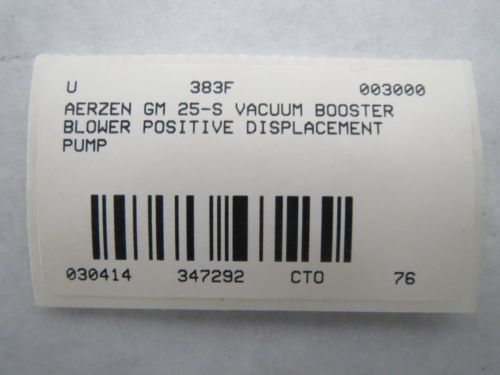 U 383F 003000
AERZEN GM 25-S VACUUM BOOSTER
BLOWER POSITIVE DISPLACEMENT
PUMP
030414 347292 CTO 76